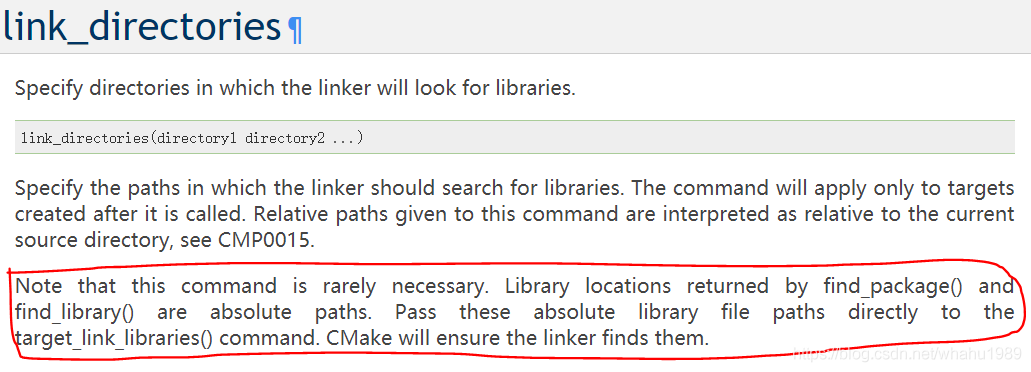 link_directories¶
Specify directories in which the linker will look for libraries.
link_directories(directory1 directory2 ...)
Specify the paths in which the linker should search for libraries. The command will apply only to targets
created after it is called. Relative paths given to this command are interpreted as relative to the current
source directory, see CMP0015.
Note that this command is rarely necessary. Library locations returned by find_package() and
find_library() are absolute paths. Pass these absolute library file paths directly to the
target_link_libraries() command. CMake will ensure the linker finds them.
https://blog.csdn.net/whahu1989